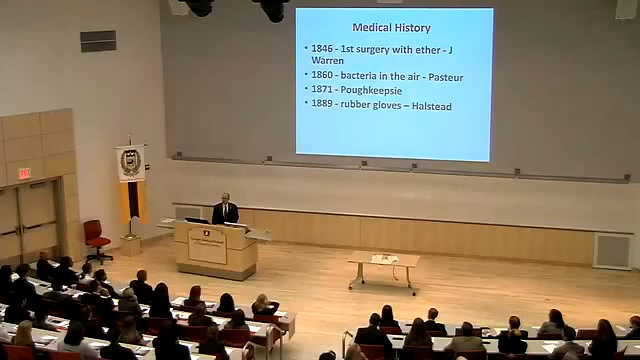 Medical History
• 1846 - 1st surgery with ether - J
Warren
• 1860 - bacteria in the air - Pasteur
• 1871 - Poughkeepsie
• 1889 - rubber gloves – Halstead